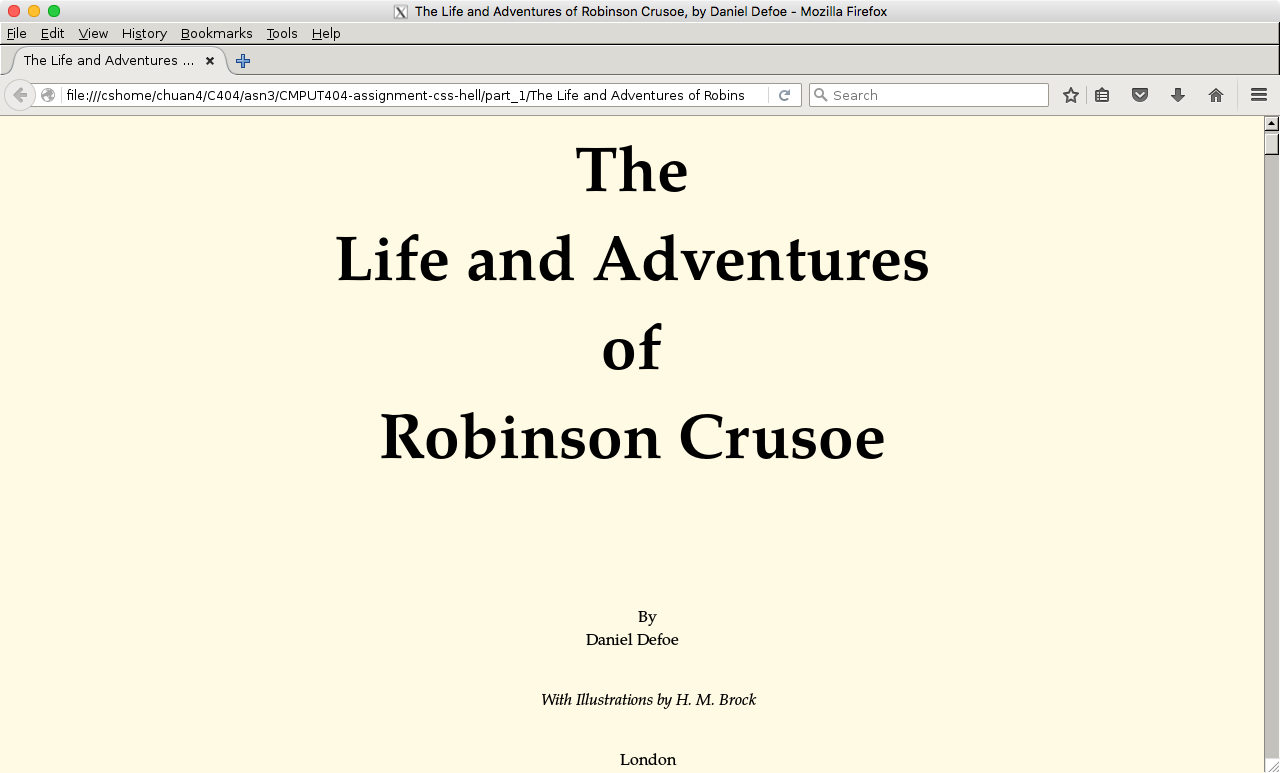 The Life and Adventures of Robinson Crusoe, by Daniel Defoe - Mozilla Firefox
File Edit View History Bookmarks Tools Help
The Life and Adventures ...
file:///cshome/chuan4/C404/asn3/CMPUT404-assignment-css-hell/part_1/The Life and Adventures of Robins
Search
The
Life and Adventures
of
Robinson Crusoe
By
Daniel Defoe
With Illustrations by H. M. Brock
London